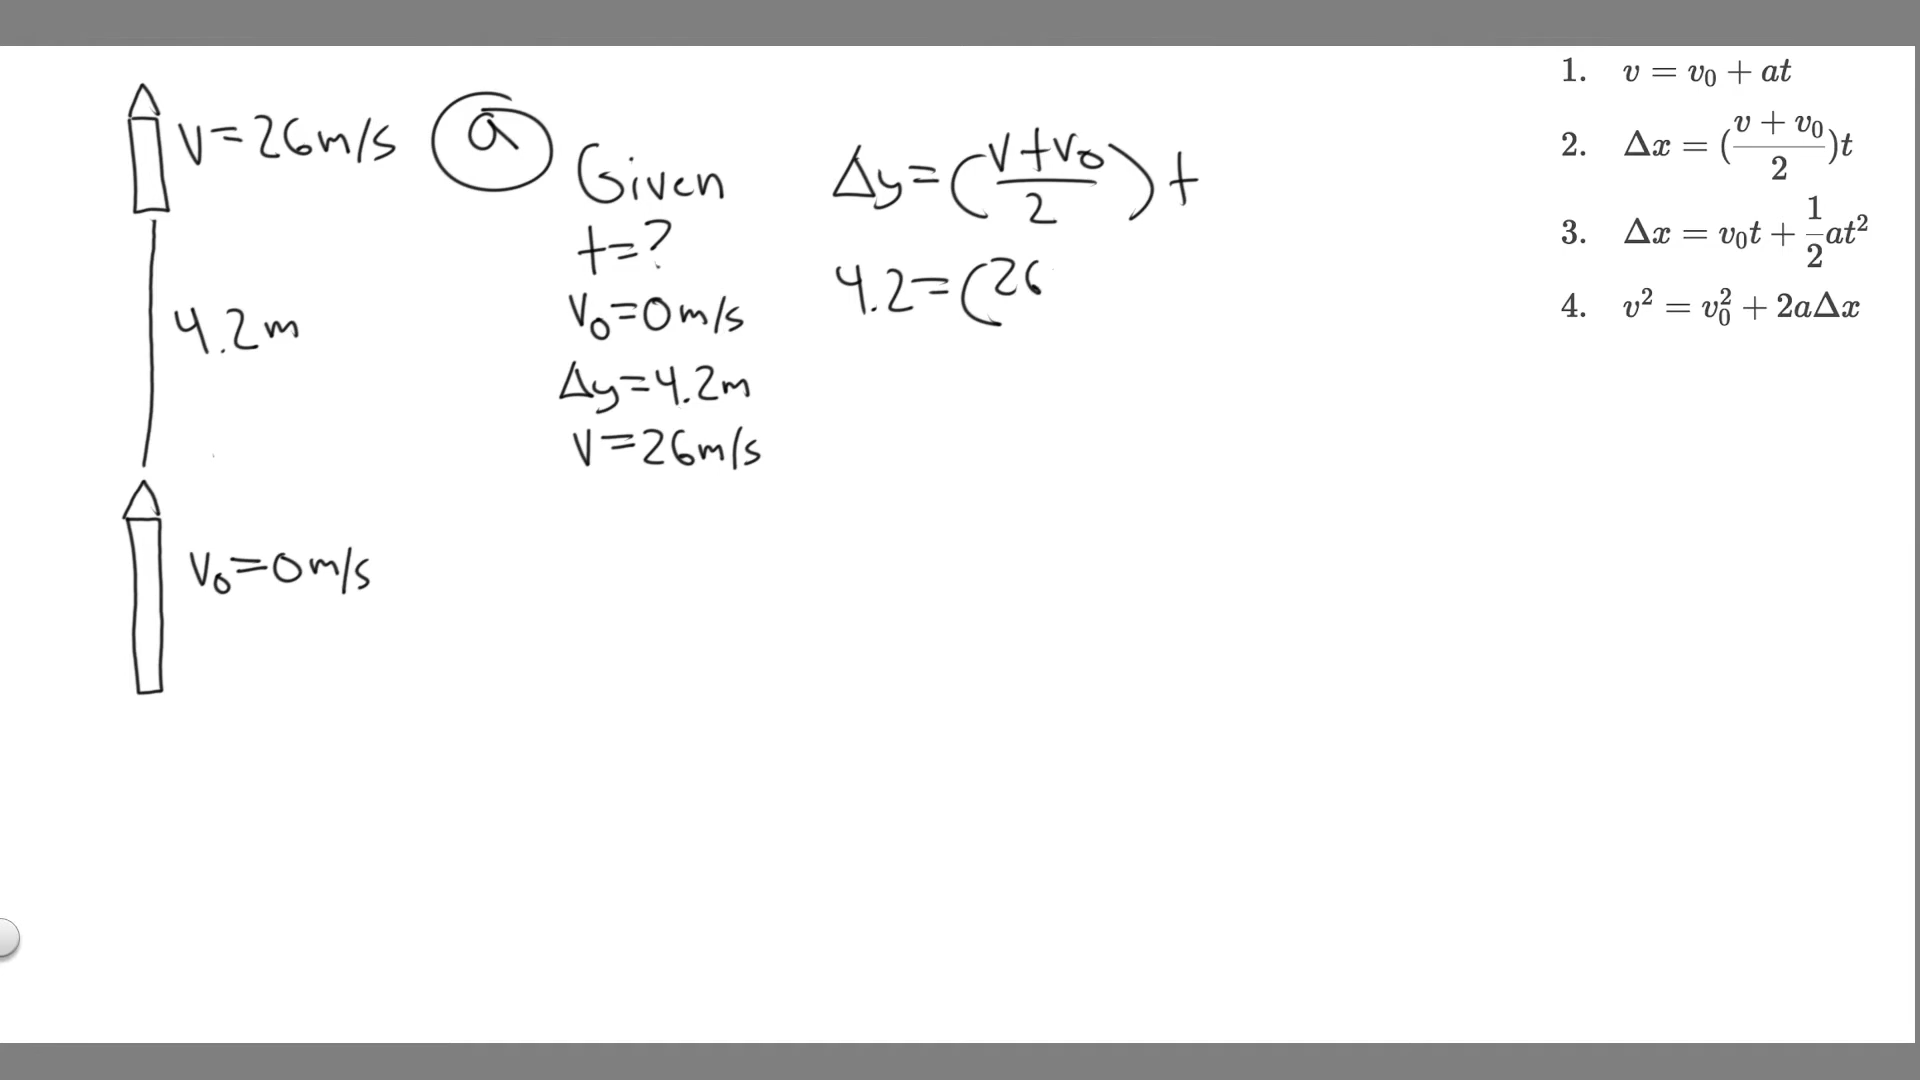 v=26m/s
a
Given
t=?
v₀=0m/s
Δy=4.2m
v=26m/s
Δy=(v+v₀/2)t
4.2=(26
4.2m
v₀=0m/s
1. v = v₀ + at
2. Δx = (v + v₀/2)t
3. Δx = v₀t + 1/2at²
4. v² = v₀² + 2aΔx